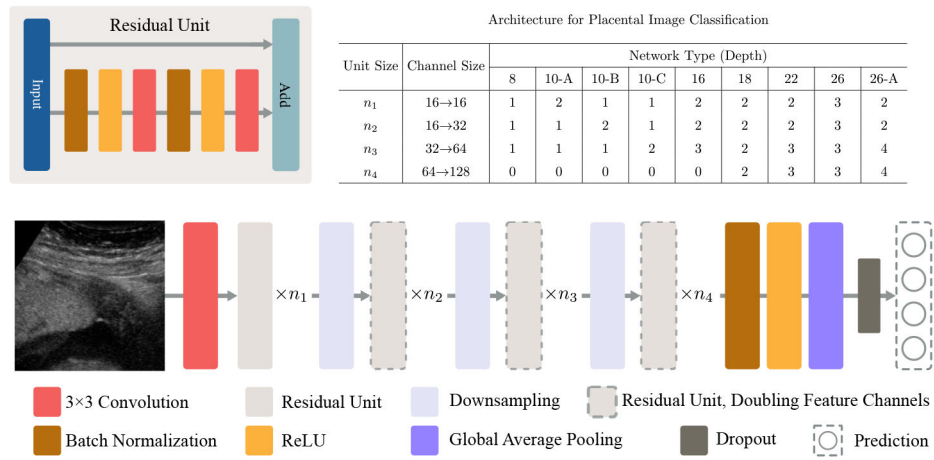 Residual Unit
Input
Add
Architecture for Placental Image Classification
Unit Size Channel Size Network Type (Depth)
8 10-A 10-B 10-C 16 18 22 26 26-A
n₁ 16→16 1 2 1 1 2 2 2 3 2
n₂ 16→32 1 1 2 1 2 2 2 3 2
n₃ 32→64 1 1 1 2 3 2 3 3 4
n₄ 64→128 0 0 0 0 0 2 3 3 4
×n₁ ×n₂ ×n₃ ×n₄
3×3 Convolution Residual Unit Downsampling Residual Unit, Doubling Feature Channels
Batch Normalization ReLU Global Average Pooling Dropout Prediction